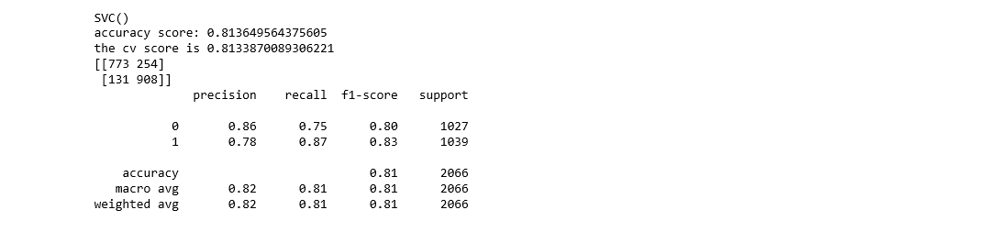 SVC()
accuracy score: 0.813649564375605
the cv score is 0.8133870089306221
[[773 254]
 [131 908]]
              precision    recall  f1-score   support

           0       0.86      0.75      0.80      1027
           1       0.78      0.87      0.83      1039

    accuracy                           0.81      2066
   macro avg       0.82      0.81      0.81      2066
weighted avg       0.82      0.81      0.81      2066